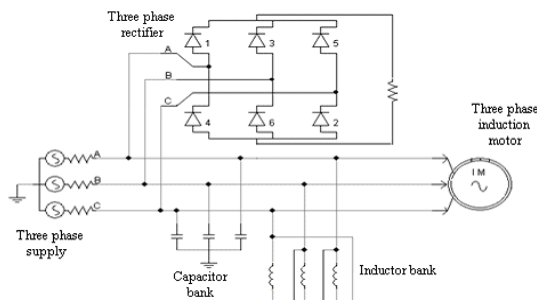 Three phase
rectifier
1
3
5
A
B
C
4
6
2
Three phase
induction
motor
A
B
C
I M
Three phase
supply
Capacitor
bank
Inductor bank